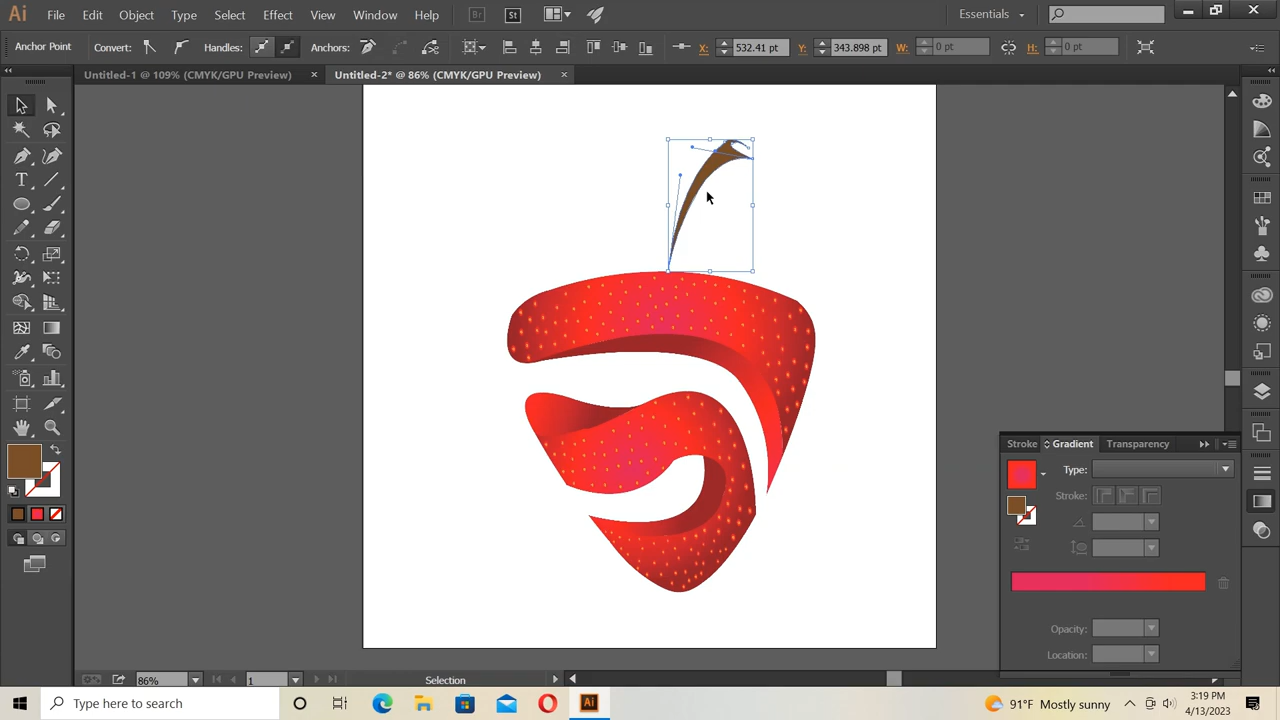 Ai File Edit Object Type Select Effect View Window Help Br St Essentials
Anchor Point Convert: Handles: Anchors: X: 532.41 pt Y: 343.898 pt W: 0 pt H: 0 pt
Untitled-1 @ 109% (CMYK/GPU Preview) × Untitled-2* @ 86% (CMYK/GPU Preview) ×
Stroke Gradient Transparency
Type:
Stroke:
Opacity:
Location:
86% 1 Selection
Type here to search Ai 91°F Mostly sunny 3:19 PM
4/13/2023